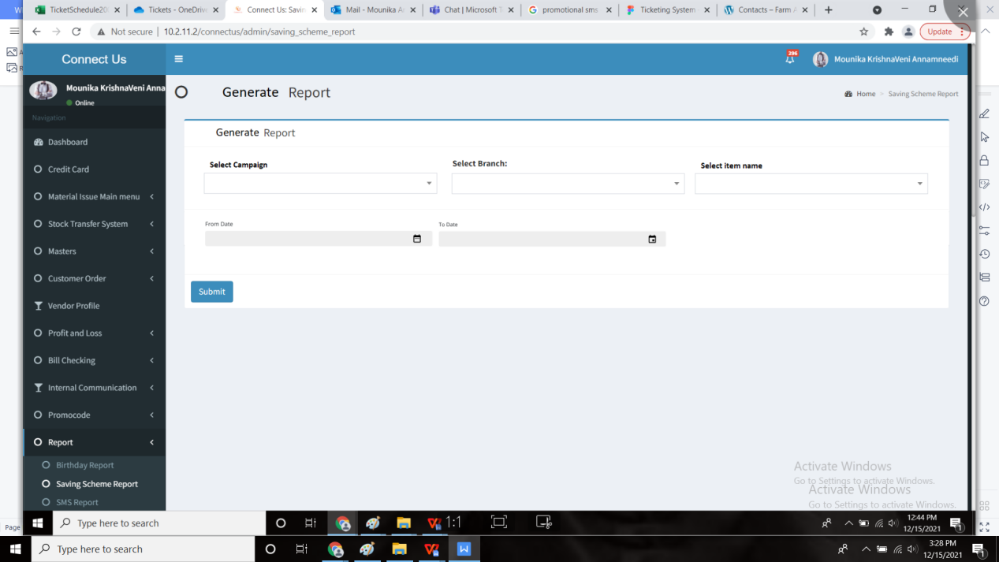 W
TicketSchedule20
Tickets - OneDrive
Connect Us: Savin
Mail - Mounika A
Chat | Microsoft T
promotional sms
Ticketing System
Contacts – Farm A
Not secure | 10.2.11.2/connectus/admin/saving_scheme_report
Update
Connect Us
296
Mounika KrishnaVeni Annamneedi
Mounika KrishnaVeni Anna
Online
Generate Report
Home > Saving Scheme Report
Navigation
Generate Report
Dashboard
Credit Card
Select Campaign
Select Branch:
Select item name
Material Issue Main menu
Stock Transfer System
From Date
To Date
Masters
Customer Order
Submit
Vendor Profile
Profit and Loss
Bill Checking
Internal Communication
Promocode
Report
Birthday Report
Saving Scheme Report
SMS Report
Activate Windows
Go to Settings to activate Windows.
Activate Windows
Go to Settings to activate Windows.
Page
Type here to search
1:1
12:44 PM
12/15/2021
1
Type here to search
3:28 PM
12/15/2021
1